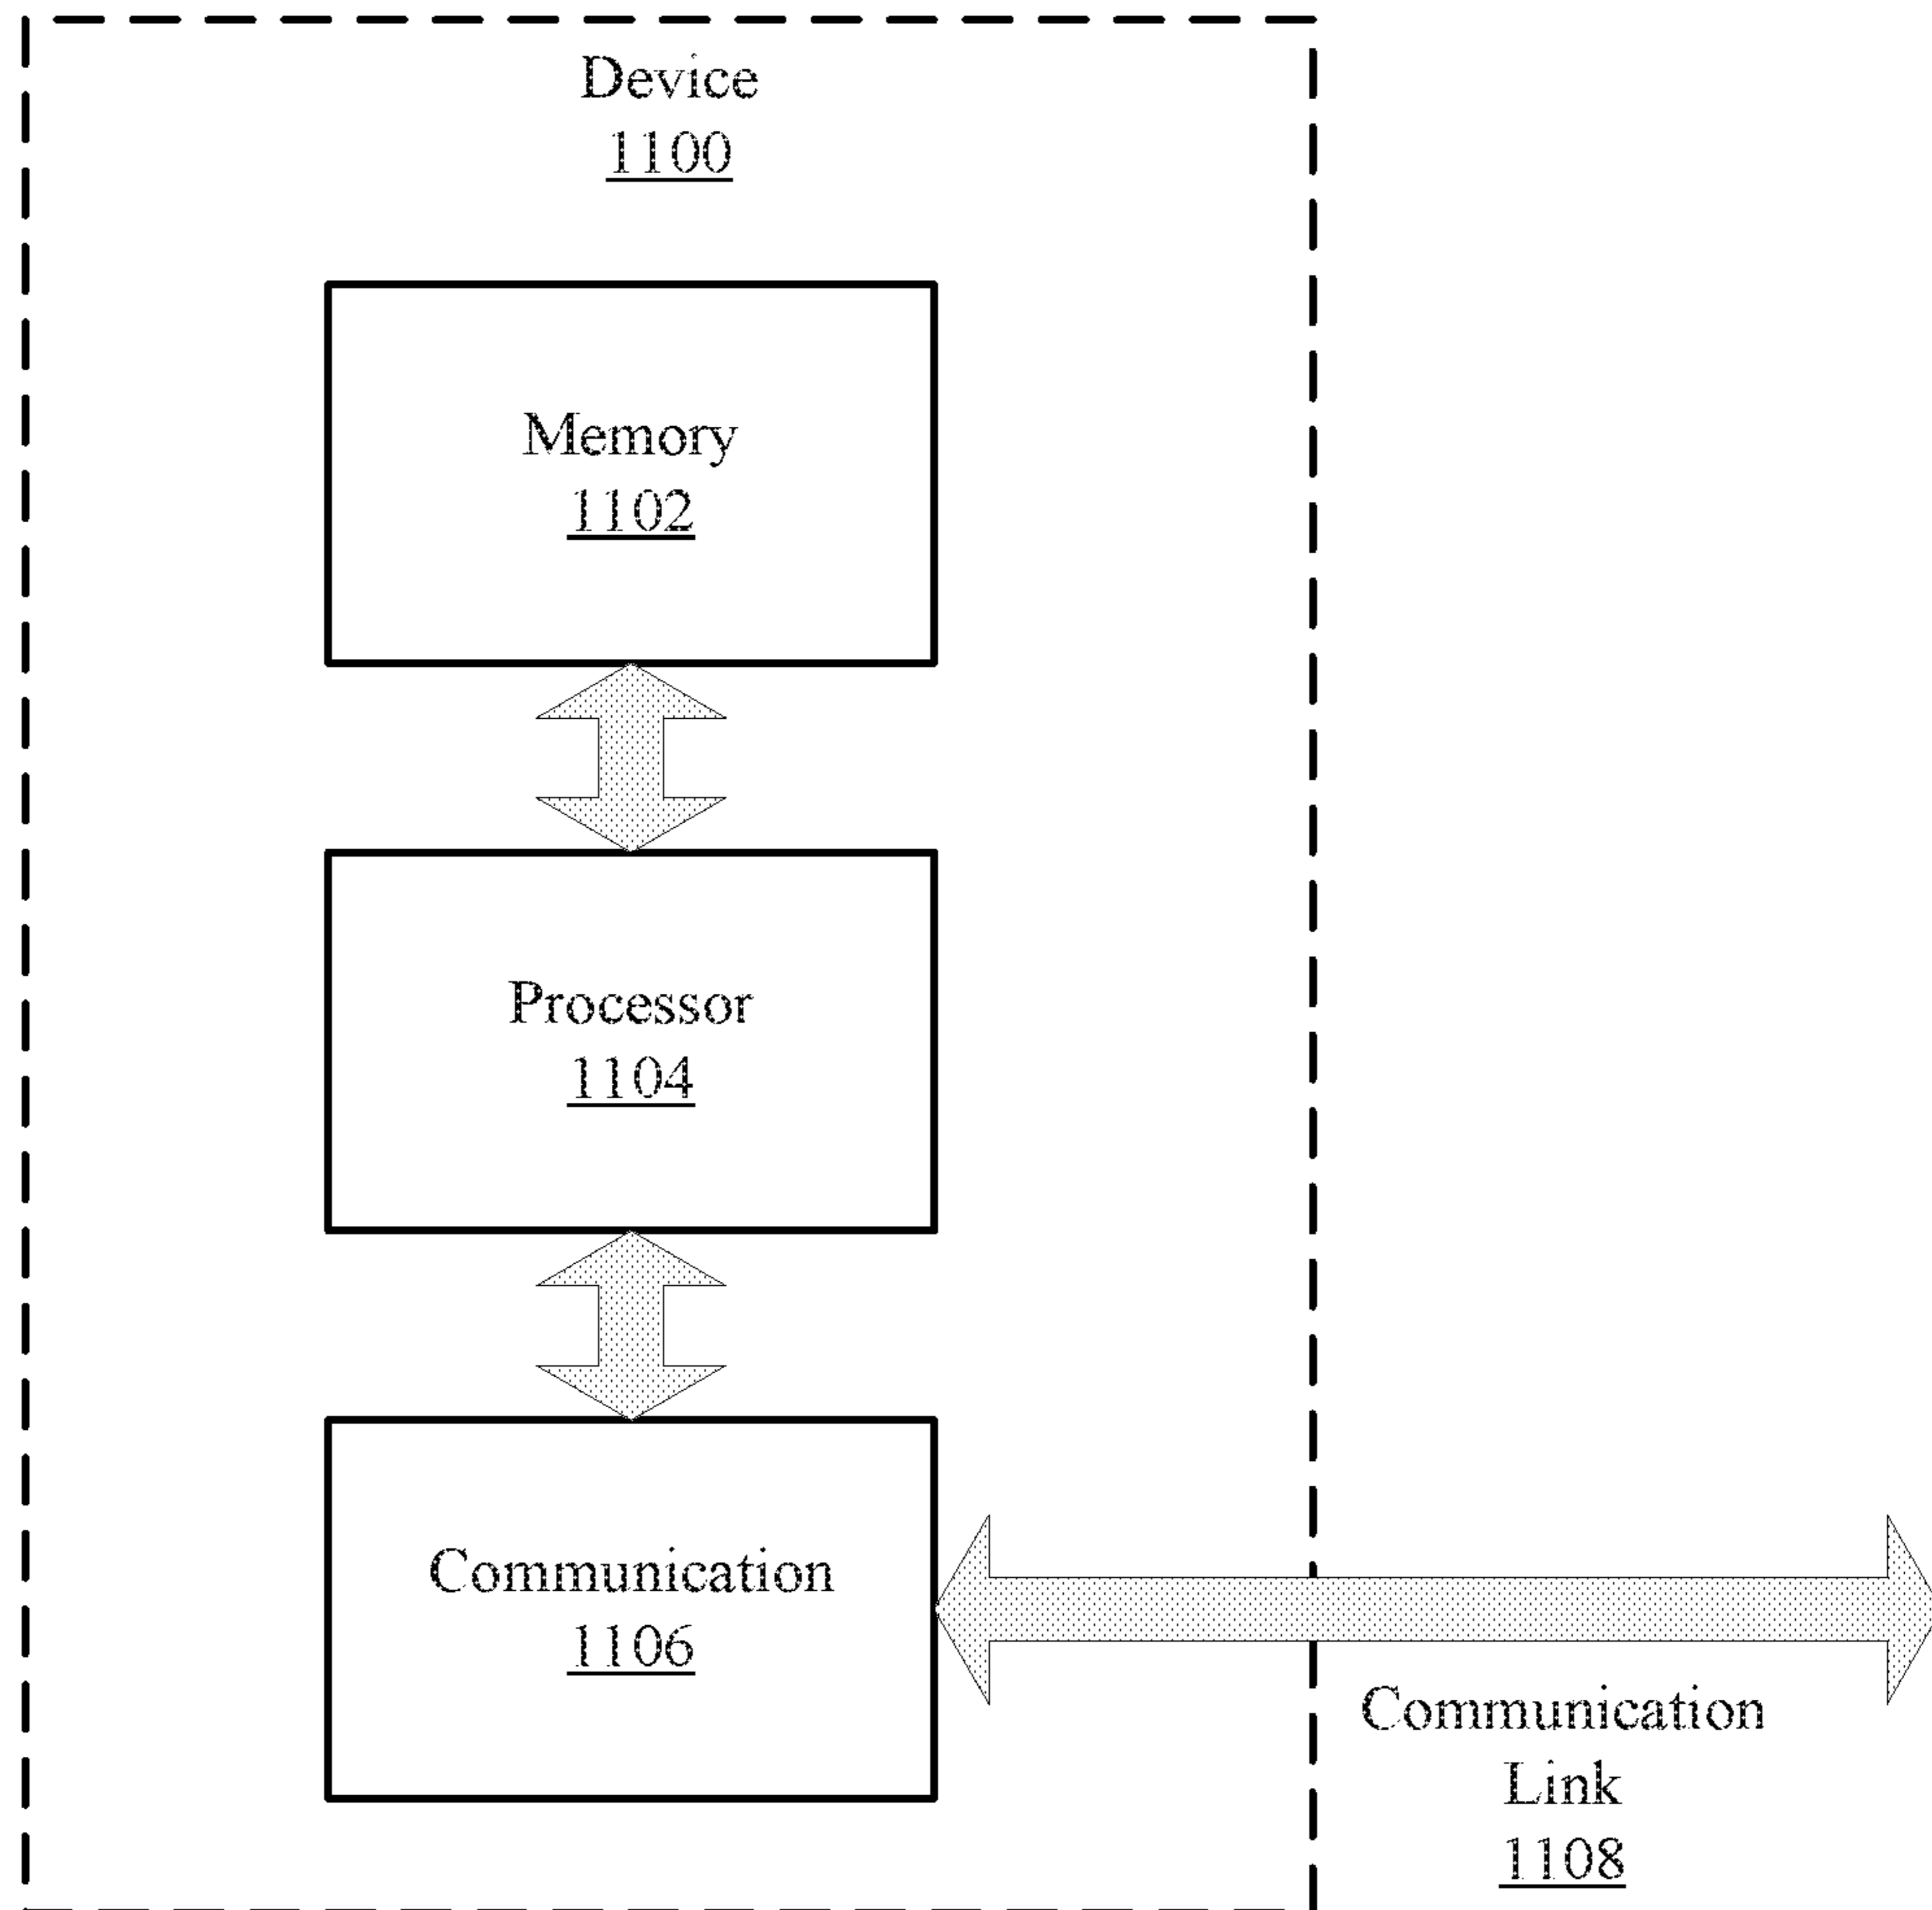 Device
1100
Memory
1102
Processor
1104
Communication
1106
Communication
Link
1108